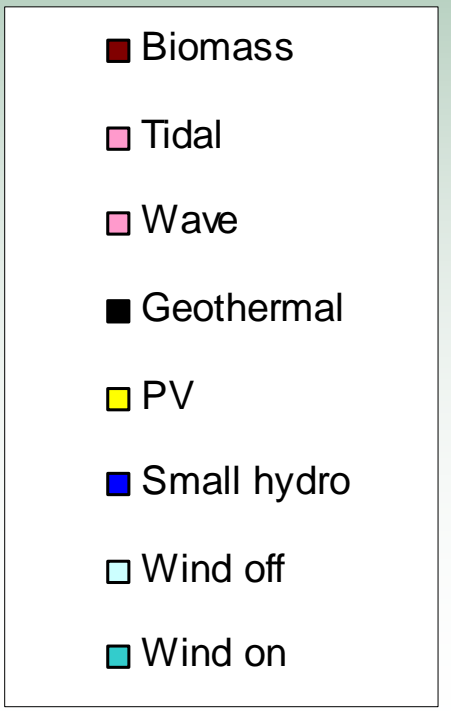 Biomass
Tidal
Wave
Geothermal
PV
Small hydro
Wind off
Wind on